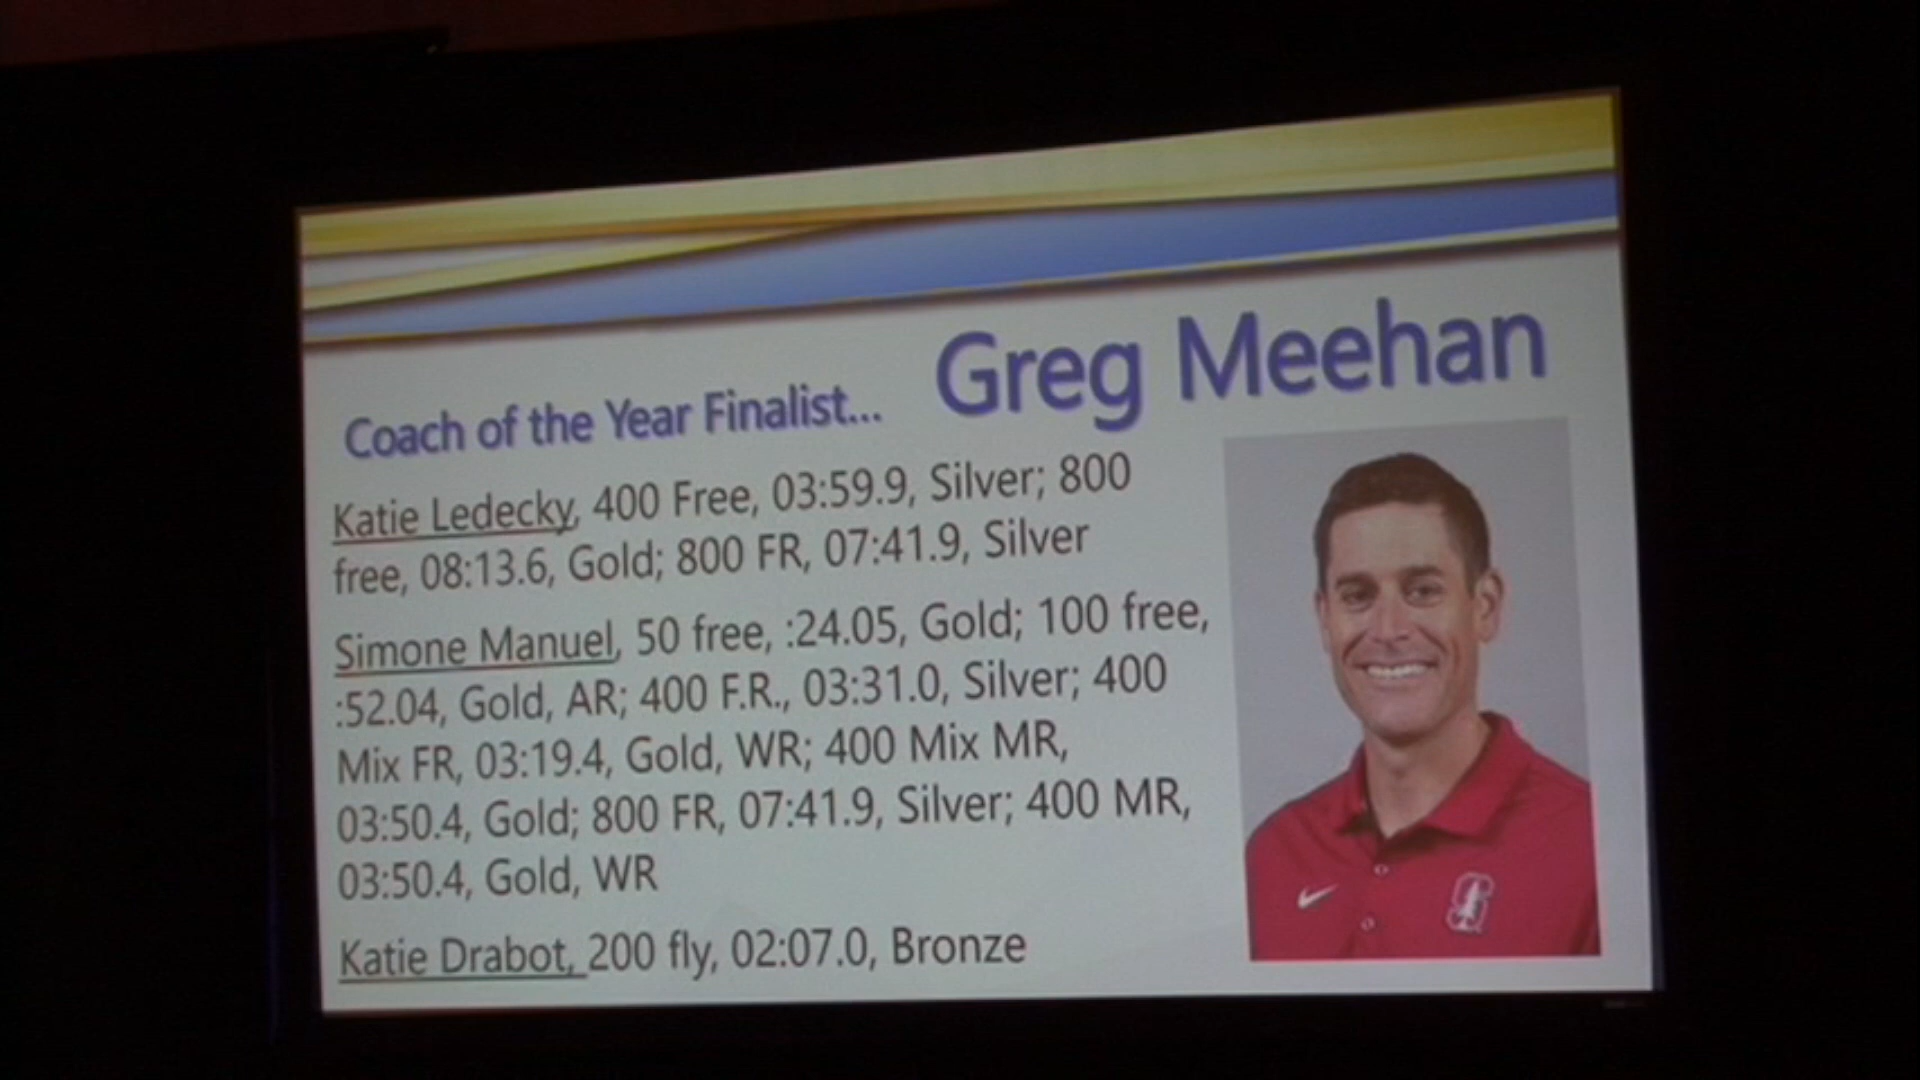 Greg Meehan
Coach of the Year Finalist...
Katie Ledecky, 400 Free, 03:59.9, Silver; 800
free, 08:13.6, Gold; 800 FR, 07:41.9, Silver
Simone Manuel, 50 free, :24.05, Gold; 100 free,
:52.04, Gold, AR; 400 F.R., 03:31.0, Silver; 400
Mix FR, 03:19.4, Gold, WR; 400 Mix MR,
03:50.4, Gold; 800 FR, 07:41.9, Silver; 400 MR,
03:50.4, Gold, WR
Katie Drabot, 200 fly, 02:07.0, Bronze
S